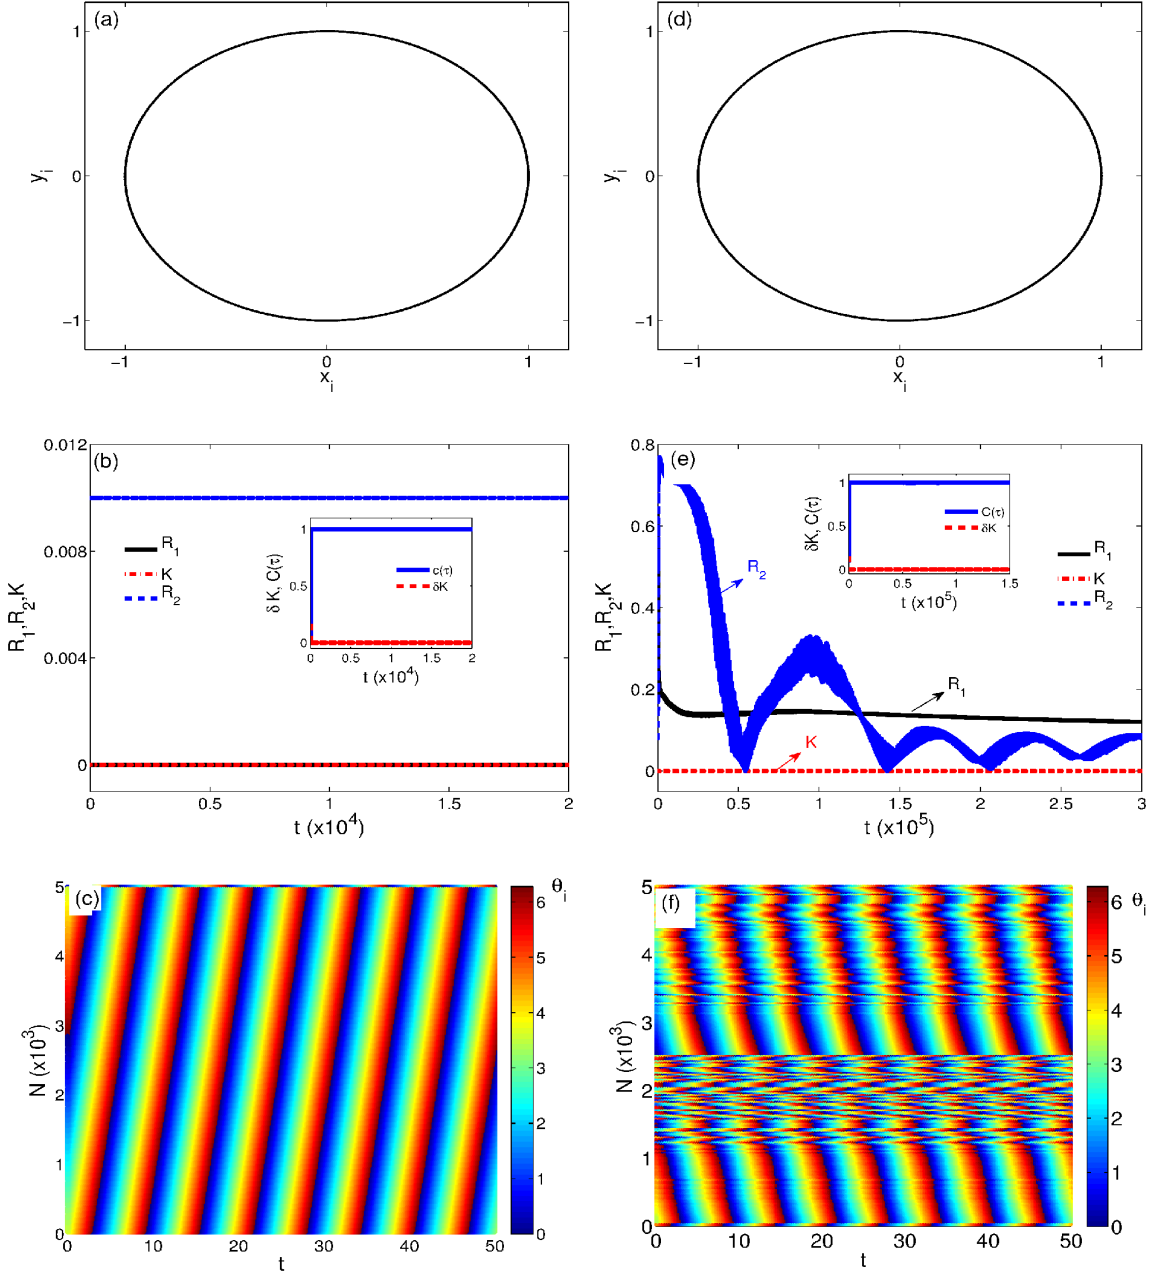 (a)
1
0
−1
y_i
−1
0
1
x_i
(d)
1
0
−1
y_i
−1
0
1
x_i
(b)
0.012
0.008
0.004
0
R_1,R_2,K
R_1
K
R_2
0
0.5
1
1.5
2
t (x10^4)
1
0.5
0
δ K, C(τ)
c(τ)
δK
0
0.5
1
1.5
2
t (x10^4)
(e)
0.8
0.6
0.4
0.2
0
R_1,R_2,K
R_2
R_1
K
R_1
K
R_2
0
0.5
1
1.5
2
2.5
3
t (x10^5)
1
0.5
0
δK, C(τ)
C(τ)
δK
0
0.5
1
1.5
t (x10^5)
(c)
5
4
3
2
1
0
N (x10^3)
0
10
20
30
40
50
t
θ_i
6
5
4
3
2
1
0
(f)
5
4
3
2
1
0
N (x10^3)
0
10
20
30
40
50
t
θ_i
6
5
4
3
2
1
0